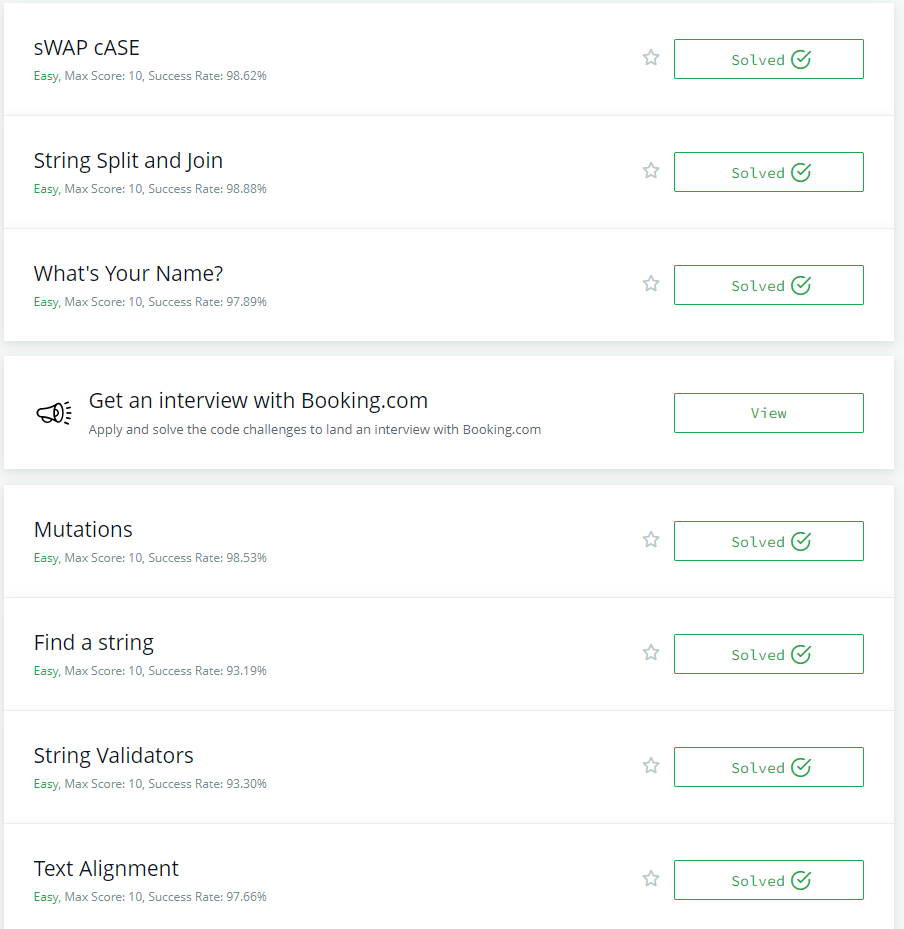 sWAP cASE
Easy, Max Score: 10, Success Rate: 98.62%
Solved
String Split and Join
Easy, Max Score: 10, Success Rate: 98.88%
Solved
What's Your Name?
Easy, Max Score: 10, Success Rate: 97.89%
Solved
Get an interview with Booking.com
Apply and solve the code challenges to land an interview with Booking.com
View
Mutations
Easy, Max Score: 10, Success Rate: 98.53%
Solved
Find a string
Easy, Max Score: 10, Success Rate: 93.19%
Solved
String Validators
Easy, Max Score: 10, Success Rate: 93.30%
Solved
Text Alignment
Easy, Max Score: 10, Success Rate: 97.66%
Solved